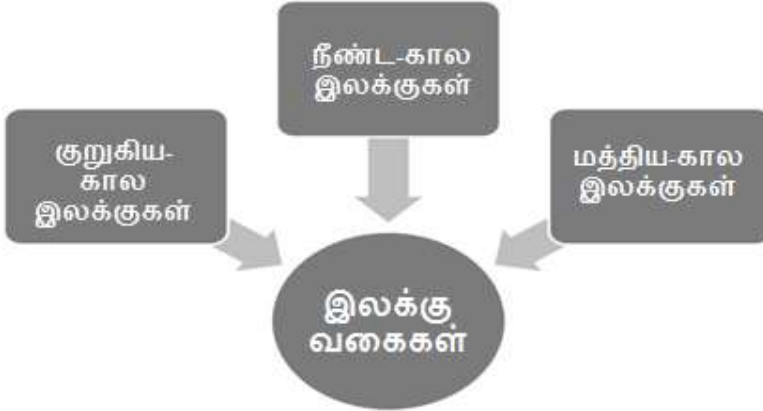 நீண்ட-கால
இலக்குகள்
குறுகிய-
கால
இலக்குகள்
மத்திய-கால
இலக்குகள்
இலக்கு
வகைகள்